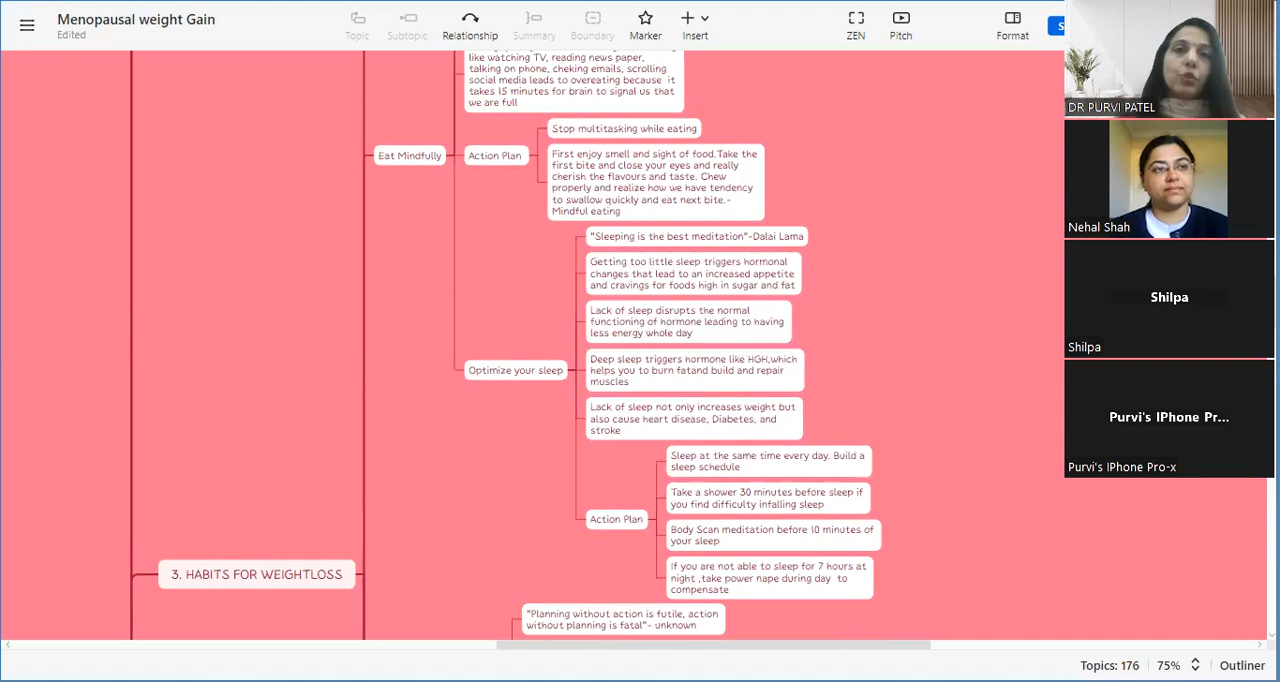 Menopausal weight Gain
Edited
Topic
Subtopic
Relationship
Summary
Boundary
Marker
Insert
ZEN
Pitch
Format
S
like watching TV, reading news paper,
talking on phone, cheking emails, scrolling
social media leads to overeating because it
takes 15 minutes for brain to signal us that
we are full
Eat Mindfully
Action Plan
Stop multitasking while eating
First enjoy smell and sight of food.Take the
first bite and close your eyes and really
cherish the flavours and taste. Chew
properly and realize how we have tendency
to swallow quickly and eat next bite.-
Mindful eating
Optimize your sleep
"Sleeping is the best meditation"-Dalai Lama
Getting too little sleep triggers hormonal
changes that lead to an increased appetite
and cravings for foods high in sugar and fat
Lack of sleep disrupts the normal
functioning of hormone leading to having
less energy whole day
Deep sleep triggers hormone like HGH,which
helps you to burn fatand build and repair
muscles
Lack of sleep not only increases weight but
also cause heart disease, Diabetes, and
stroke
Action Plan
Sleep at the same time every day. Build a
sleep schedule
Take a shower 30 minutes before sleep if
you find difficulty infalling sleep
Body Scan meditation before 10 minutes of
your sleep
If you are not able to sleep for 7 hours at
night ,take power nape during day to
compensate
3. HABITS FOR WEIGHTLOSS
"Planning without action is futile, action
without planning is fatal"- unknown
DR PURVI PATEL
Nehal Shah
Shilpa
Shilpa
Purvi's IPhone Pr...
Purvi's IPhone Pro-x
Topics: 176
75%
Outliner